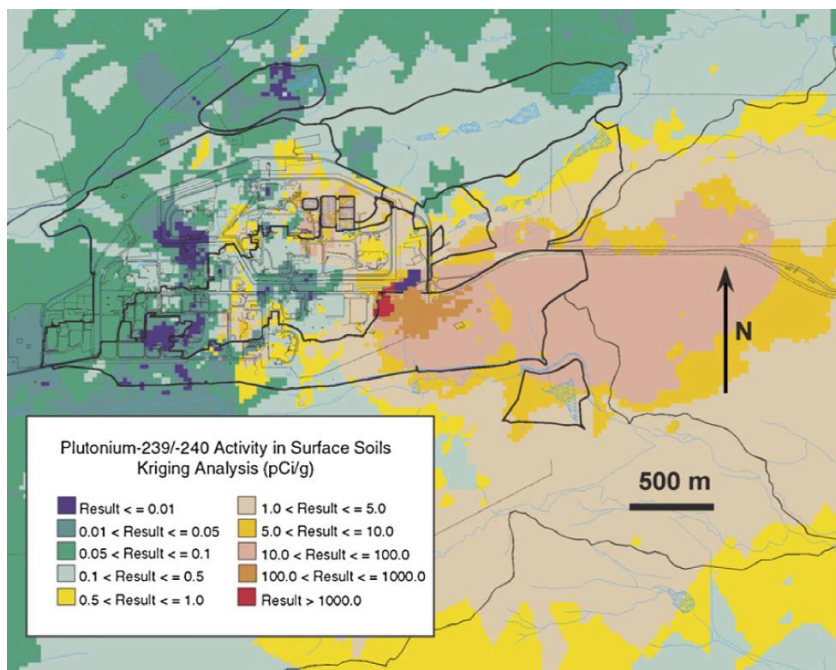 N
500 m
Plutonium-239/-240 Activity in Surface Soils
Kriging Analysis (pCi/g)
Result <= 0.01
0.01 < Result <= 0.05
0.05 < Result <= 0.1
0.1 < Result <= 0.5
0.5 < Result <= 1.0
1.0 < Result <= 5.0
5.0 < Result <= 10.0
10.0 < Result <= 100.0
100.0 < Result <= 1000.0
Result > 1000.0